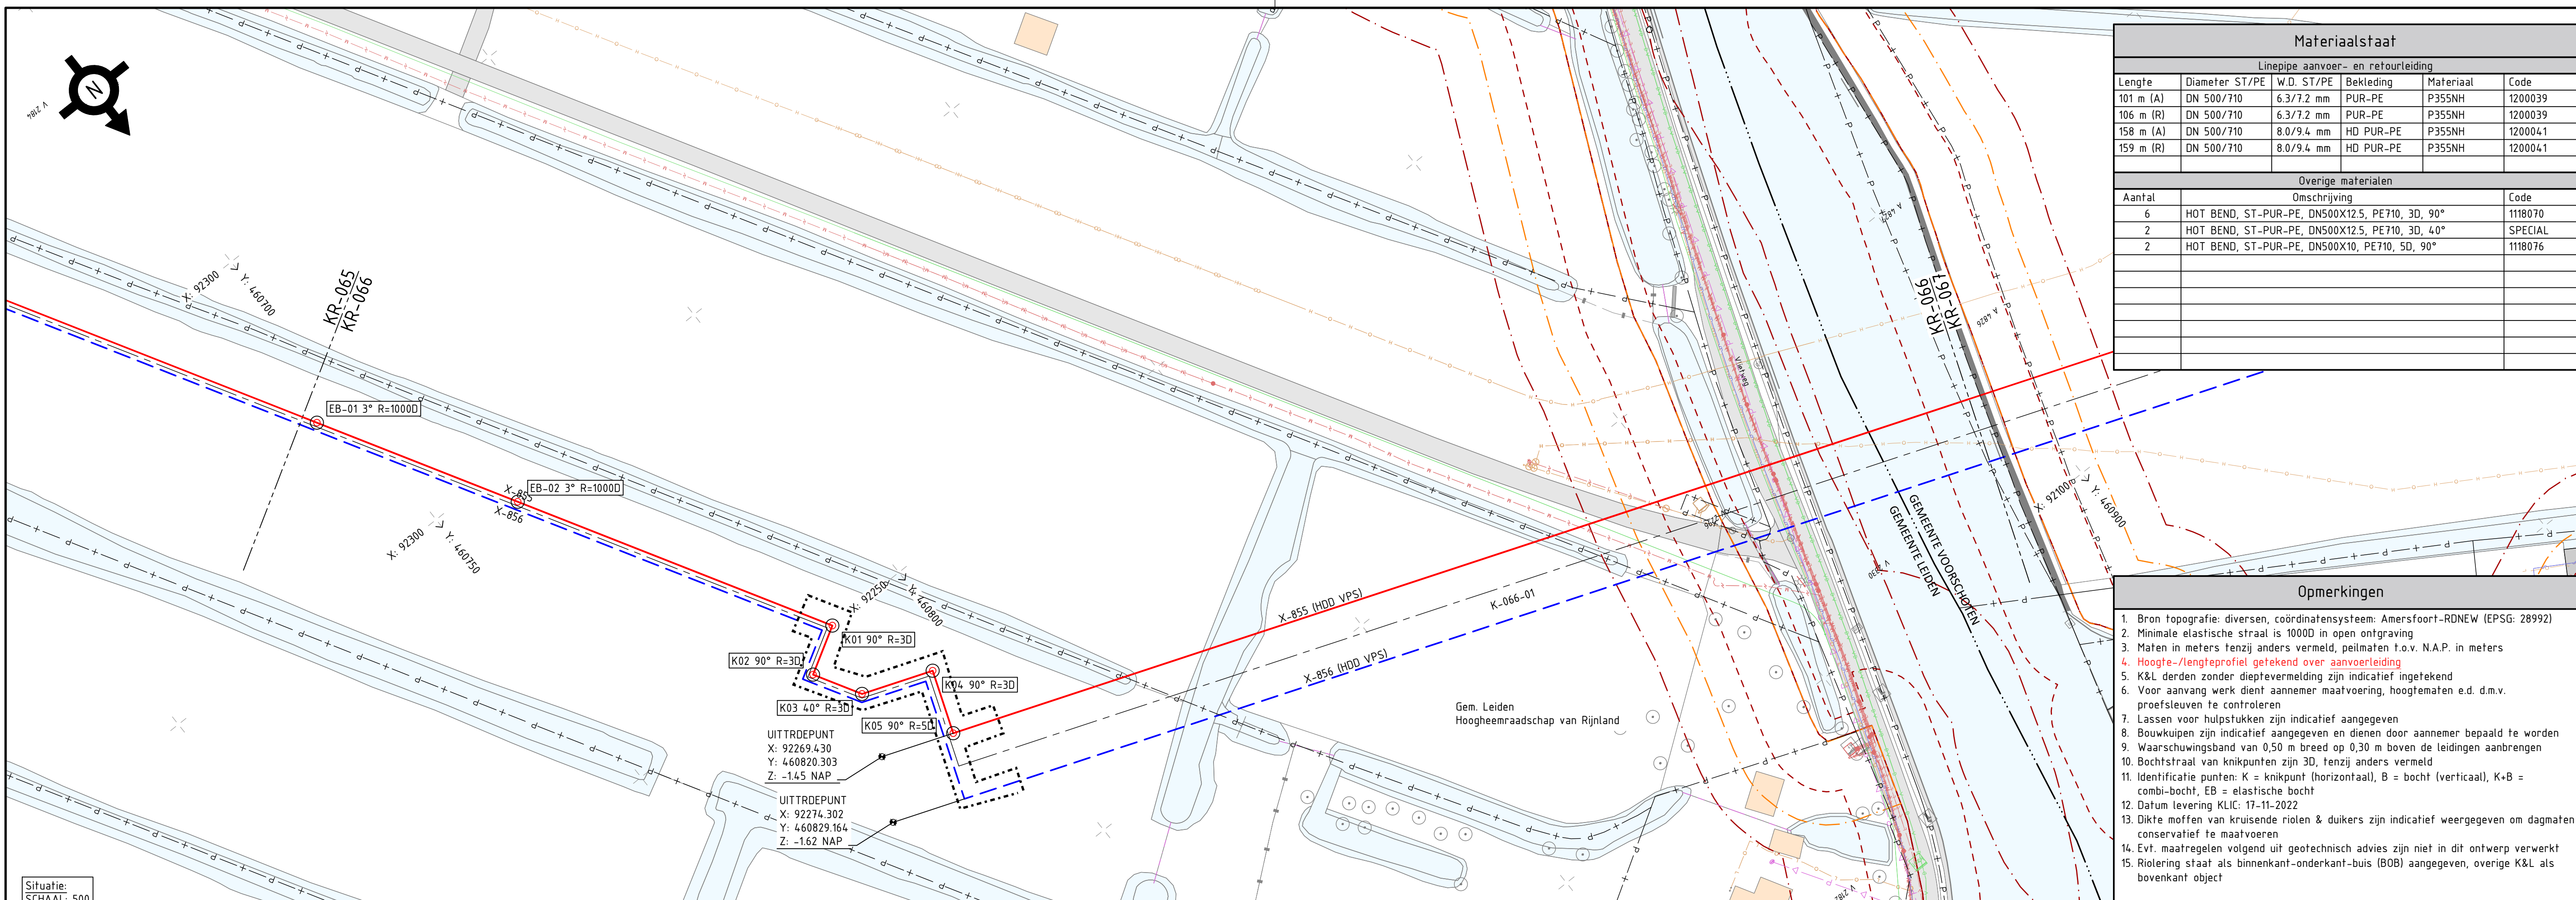 N
V 2184
X: 92300
Y: 460700
KR-065
KR-066
EB-01 3° R=1000D
X-855
EB-02 3° R=1000D
X-856
X: 92300
Y: 460750
X: 92250
Y: 460800
K01 90° R=3D
K02 90° R=3D
K03 40° R=3D
K04 90° R=3D
K05 90° R=5D
UITTRDEPUNT
X: 92269.430
Y: 460820.303
Z: -1.45 NAP
UITTRDEPUNT
X: 92274.302
Y: 460829.164
Z: -1.62 NAP
X-855 (HDD VPS)
K-066-01
X-856 (HDD VPS)
Gem. Leiden
Hoogheemraadschap van Rijnland
Vlietweg
GEMEENTE VOORSCHOTEN
GEMEENTE LEIDEN
KR-066
KR-067
A 4827
A 4826
X: 92100
Y: 460900
V 2182
Situatie:
SCHAAL: 500
Materiaalstaat
Linepipe aanvoer- en retourleiding
Lengte Diameter ST/PE W.D. ST/PE Bekleding Materiaal Code
101 m (A) DN 500/710 6.3/7.2 mm PUR-PE P355NH 1200039
106 m (R) DN 500/710 6.3/7.2 mm PUR-PE P355NH 1200039
158 m (A) DN 500/710 8.0/9.4 mm HD PUR-PE P355NH 1200041
159 m (R) DN 500/710 8.0/9.4 mm HD PUR-PE P355NH 1200041
Overige materialen
Aantal Omschrijving Code
6 HOT BEND, ST-PUR-PE, DN500X12.5, PE710, 3D, 90° 1118070
2 HOT BEND, ST-PUR-PE, DN500X12.5, PE710, 3D, 40° SPECIAL
2 HOT BEND, ST-PUR-PE, DN500X10, PE710, 5D, 90° 1118076
Opmerkingen
1. Bron topografie: diversen, coördinatensysteem: Amersfoort-RDNEW (EPSG: 28992)
2. Minimale elastische straal is 1000D in open ontgraving
3. Maten in meters tenzij anders vermeld, peilmaten t.o.v. N.A.P. in meters
4. Hoogte-/lengteprofiel getekend over aanvoerleiding
5. K&L derden zonder dieptevermelding zijn indicatief ingetekend
6. Voor aanvang werk dient aannemer maatvoering, hoogtematen e.d. d.m.v.
proefsleuven te controleren
7. Lassen voor hulpstukken zijn indicatief aangegeven
8. Bouwkuipen zijn indicatief aangegeven en dienen door aannemer bepaald te worden
9. Waarschuwingsband van 0,50 m breed op 0,30 m boven de leidingen aanbrengen
10. Bochtstraal van knikpunten zijn 3D, tenzij anders vermeld
11. Identificatie punten: K = knikpunt (horizontaal), B = bocht (verticaal), K+B =
combi-bocht, EB = elastische bocht
12. Datum levering KLIC: 17-11-2022
13. Dikte moffen van kruisende riolen & duikers zijn indicatief weergegeven om dagmaten
conservatief te maatvoeren
14. Evt. maatregelen volgend uit geotechnisch advies zijn niet in dit ontwerp verwerkt
15. Riolering staat als binnenkant-onderkant-buis (BOB) aangegeven, overige K&L als
bovenkant object